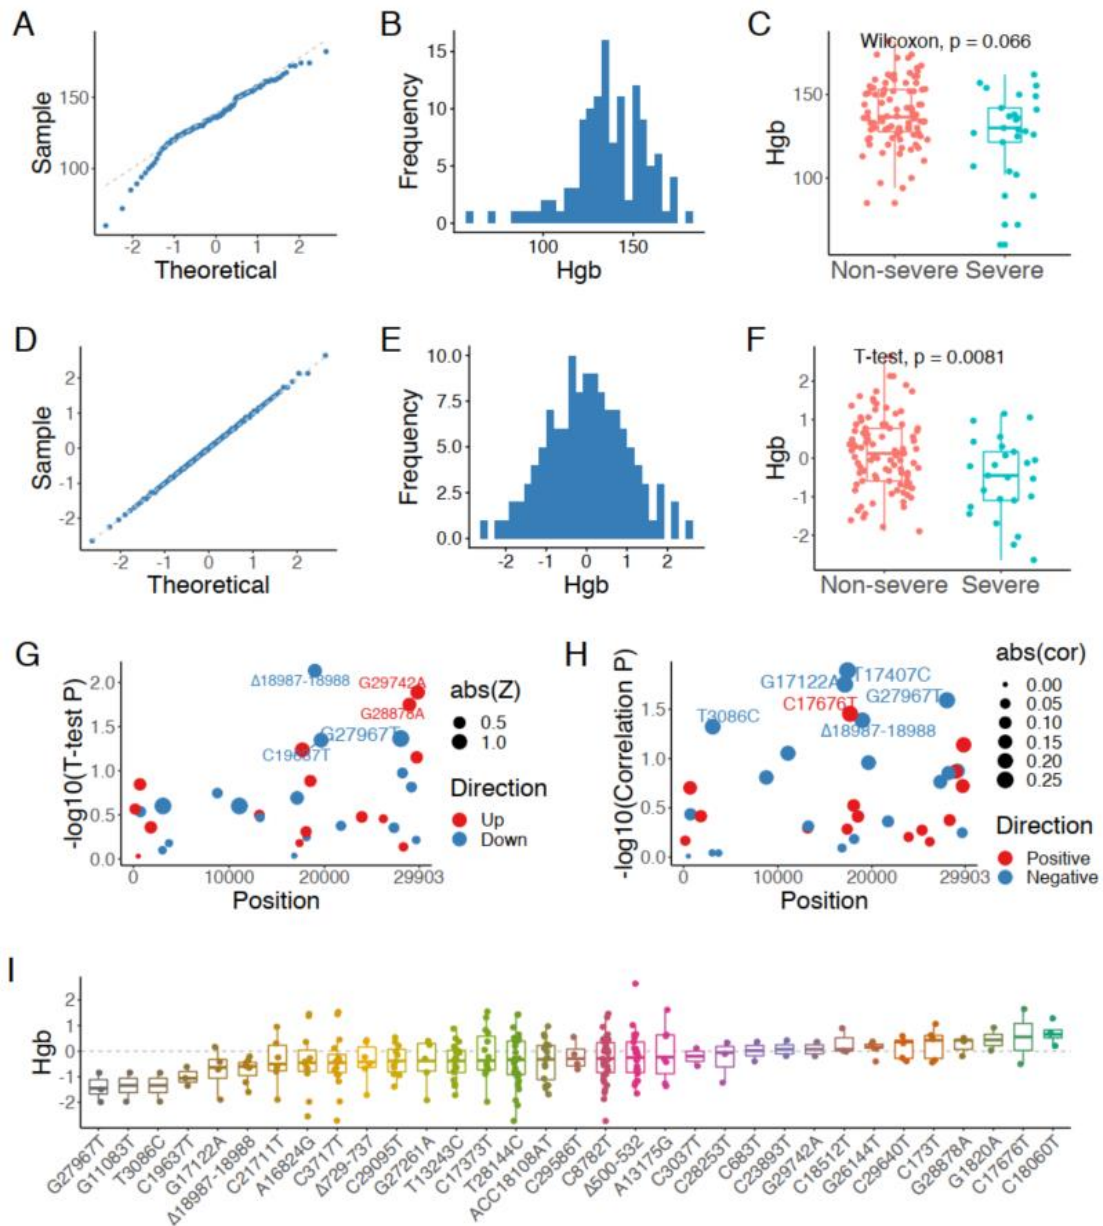 A
Sample
150
100
-2 -1 0 1 2
Theoretical
B
Frequency
15
10
5
0
100 150
Hgb
C
Wilcoxon, p = 0.066
Hgb
150
100
Non-severe Severe
D
Sample
2
1
0
-1
-2
-2 -1 0 1 2
Theoretical
E
Frequency
10.0
7.5
5.0
2.5
0.0
-2 -1 0 1 2
Hgb
F
T-test, p = 0.0081
Hgb
2
1
0
-1
-2
Non-severe Severe
G
-log10(T-test P)
2.0
1.5
1.0
0.5
0.0
Δ18987-18988
G29742A
G28878A
G27967T
C19637T
0 10000 20000 29903
Position
abs(Z)
0.5
1.0
Direction
Up
Down
H
-log10(Correlation P)
1.5
1.0
0.5
0.0
T17407C
G17122A
G27967T
C17676T
T3086C
Δ18987-18988
0 10000 20000 29903
Position
abs(cor)
0.00
0.05
0.10
0.15
0.20
0.25
Direction
Positive
Negative
I
Hgb
2
1
0
-1
-2
G27967T
G11083T
T3086C
C19637T
G17122A
Δ18987-18988
C21711T
A16824G
C3717T
Δ729-737
C29095T
G27261A
T13243C
C17373T
T28144C
ACC18108AT
C29586T
C8782T
Δ500-532
A13175G
C3037T
C28253T
C683T
C23893T
G29742A
C18512T
G26144T
C29640T
C173T
G28878A
G1820A
C17676T
C18060T